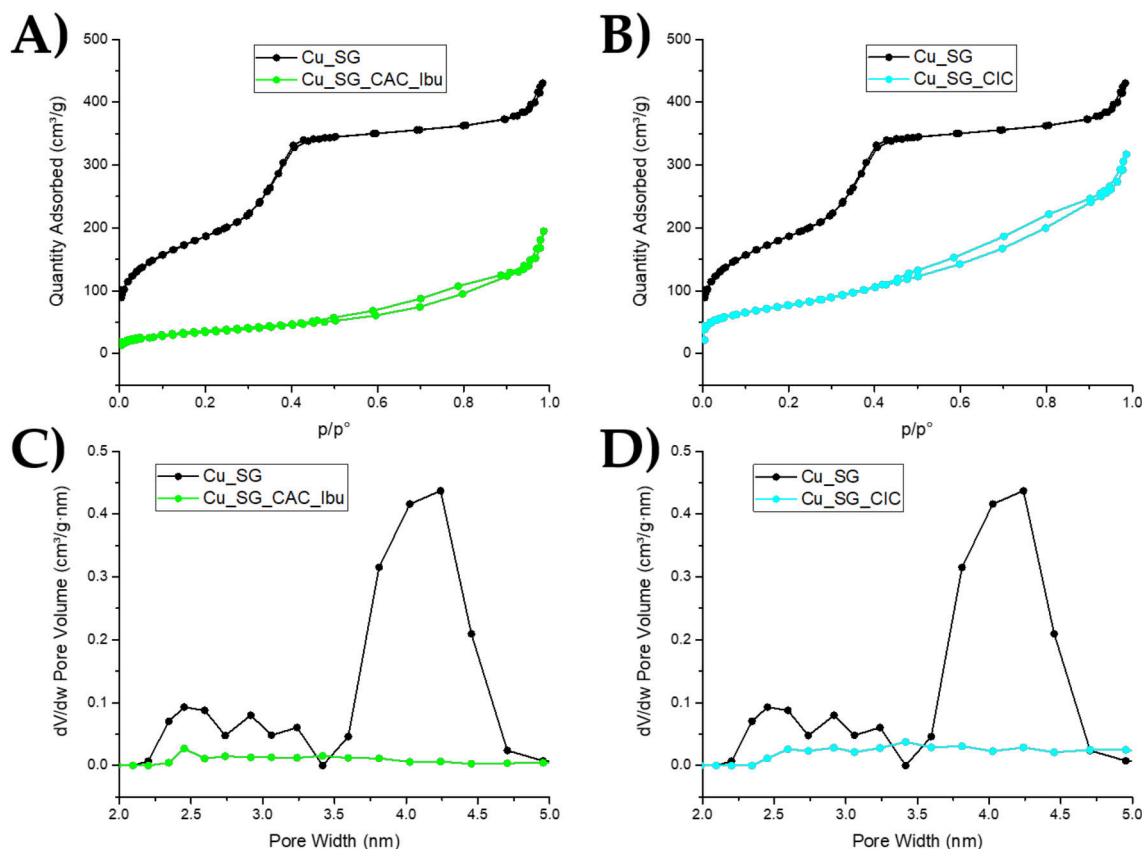 A)
500
400
300
200
100
0
Quantity Adsorbed (cm³/g)
Cu_SG
Cu_SG_CAC_Ibu
0.0 0.2 0.4 0.6 0.8 1.0
p/p°
B)
500
400
300
200
100
0
Quantity Adsorbed (cm³/g)
Cu_SG
Cu_SG_CIC
0.0 0.2 0.4 0.6 0.8 1.0
p/p°
C)
0.5
0.4
0.3
0.2
0.1
0.0
dV/dw Pore Volume (cm³/g·nm)
Cu_SG
Cu_SG_CAC_Ibu
2.0 2.5 3.0 3.5 4.0 4.5 5.0
Pore Width (nm)
D)
0.5
0.4
0.3
0.2
0.1
0.0
dV/dw Pore Volume (cm³/g·nm)
Cu_SG
Cu_SG_CIC
2.0 2.5 3.0 3.5 4.0 4.5 5.0
Pore Width (nm)